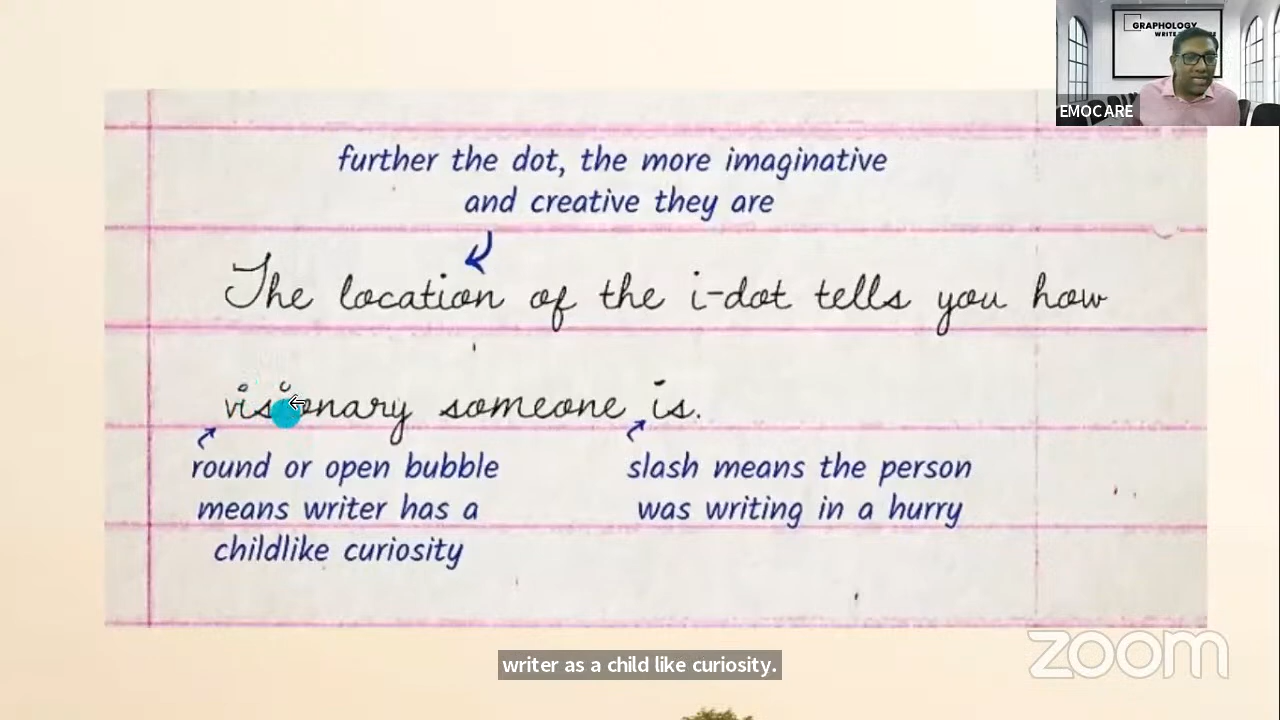 GRAPHOLOGY
EMOCARE
further the dot, the more imaginative
and creative they are
The location of the i-dot tells you how
visionary someone is.
round or open bubble
means writer has a
childlike curiosity
slash means the person
was writing in a hurry
writer as a child like curiosity.
zoom